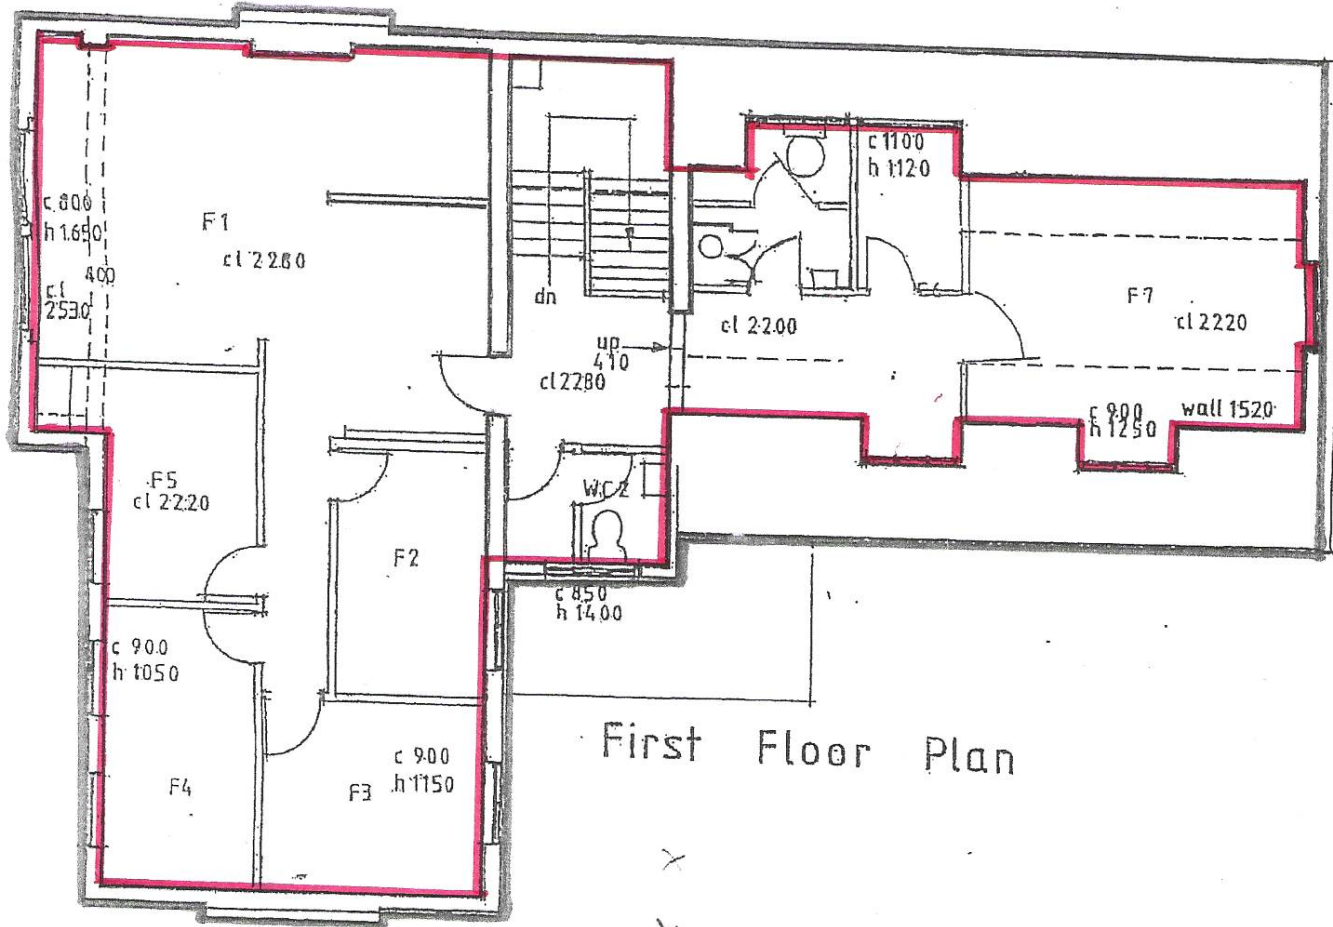 c 1100
h 1120
c 800
h 1650
F1
cl 2260
400
cl
2530
dn
up
410
cl 2280
cl 2200
F6
F7
cl 2220
c 900
h 1250
wall 1520
F5
cl 2220
W.C 2
F2
c 850
h 1400
c 900
h 1050
First Floor Plan
c 900
h 1150
F4
F3